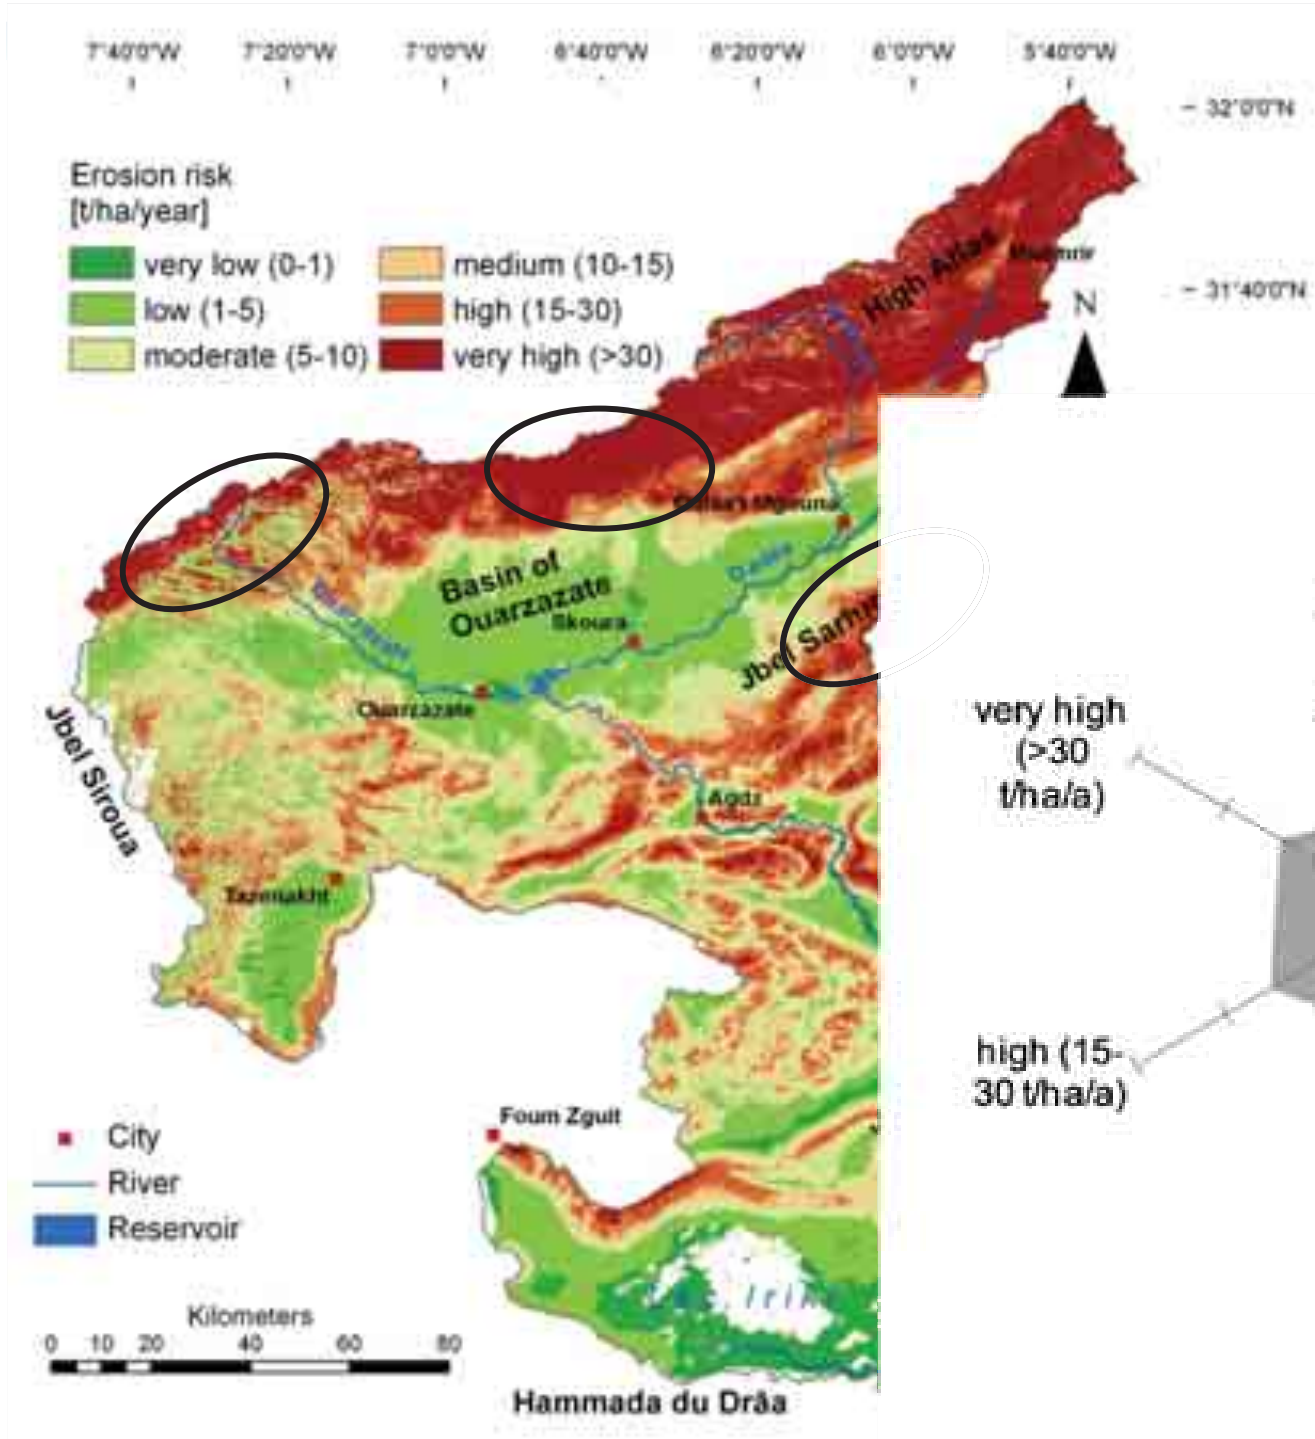 7°40'0"W 7°20'0"W 7°0'0"W 6°40'0"W 6°20'0"W 6°0'0"W 5°40'0"W
32°0'0"N
Erosion risk
[t/ha/year]
very low (0-1) medium (10-15)
low (1-5) high (15-30)
moderate (5-10) very high (>30)
High Atlas
31°40'0"N
N
Basin of
Ouarzazate
Skoura
Dades
Ouarzazate
Jbel Sarhr
Ouarzazate
Jbel Siroua
Agdz
Tazenakht
very high
(>30
t/ha/a)
high (15-
30 t/ha/a)
Foum Zguit
City
River
Reservoir
Iriki
Kilometers
0 10 20 40 60 80
Hammada du Drâa